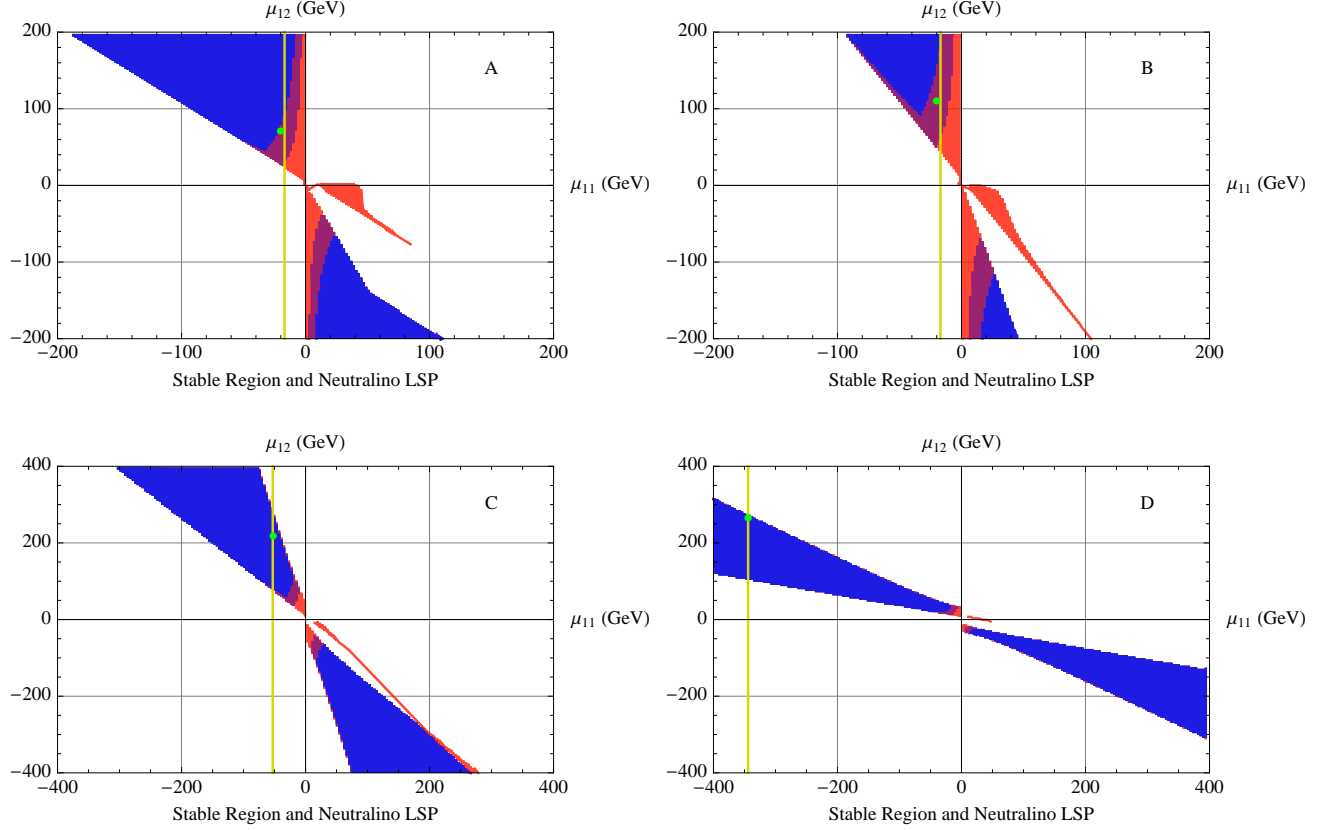 μ₁₂ (GeV)
200
100
0
−100
−200
A
μ₁₁ (GeV)
−200 −100 0 100 200
Stable Region and Neutralino LSP
μ₁₂ (GeV)
200
100
0
−100
−200
B
μ₁₁ (GeV)
−200 −100 0 100 200
Stable Region and Neutralino LSP
μ₁₂ (GeV)
400
200
0
−200
−400
C
μ₁₁ (GeV)
−400 −200 0 200 400
Stable Region and Neutralino LSP
μ₁₂ (GeV)
400
200
0
−200
−400
D
μ₁₁ (GeV)
−400 −200 0 200 400
Stable Region and Neutralino LSP